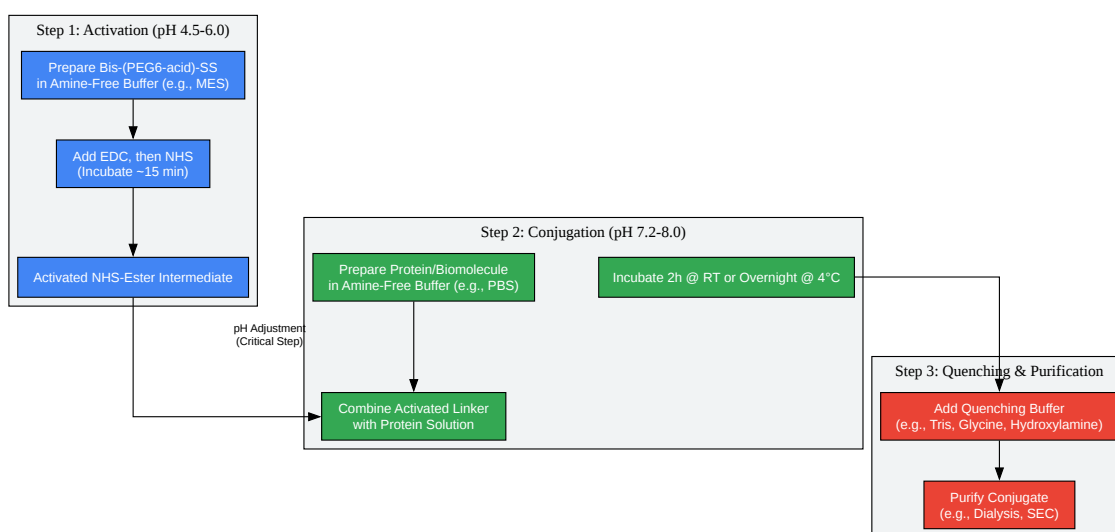 Step 1: Activation (pH 4.5-6.0)
Prepare Bis-(PEG6-acid)-SS
in Amine-Free Buffer (e.g., MES)
Add EDC, then NHS
(Incubate ~15 min)
Activated NHS-Ester Intermediate
pH Adjustment
(Critical Step)
Step 2: Conjugation (pH 7.2-8.0)
Prepare Protein/Biomolecule
in Amine-Free Buffer (e.g., PBS)
Combine Activated Linker
with Protein Solution
Incubate 2h @ RT or Overnight @ 4°C
Step 3: Quenching & Purification
Add Quenching Buffer
(e.g., Tris, Glycine, Hydroxylamine)
Purify Conjugate
(e.g., Dialysis, SEC)